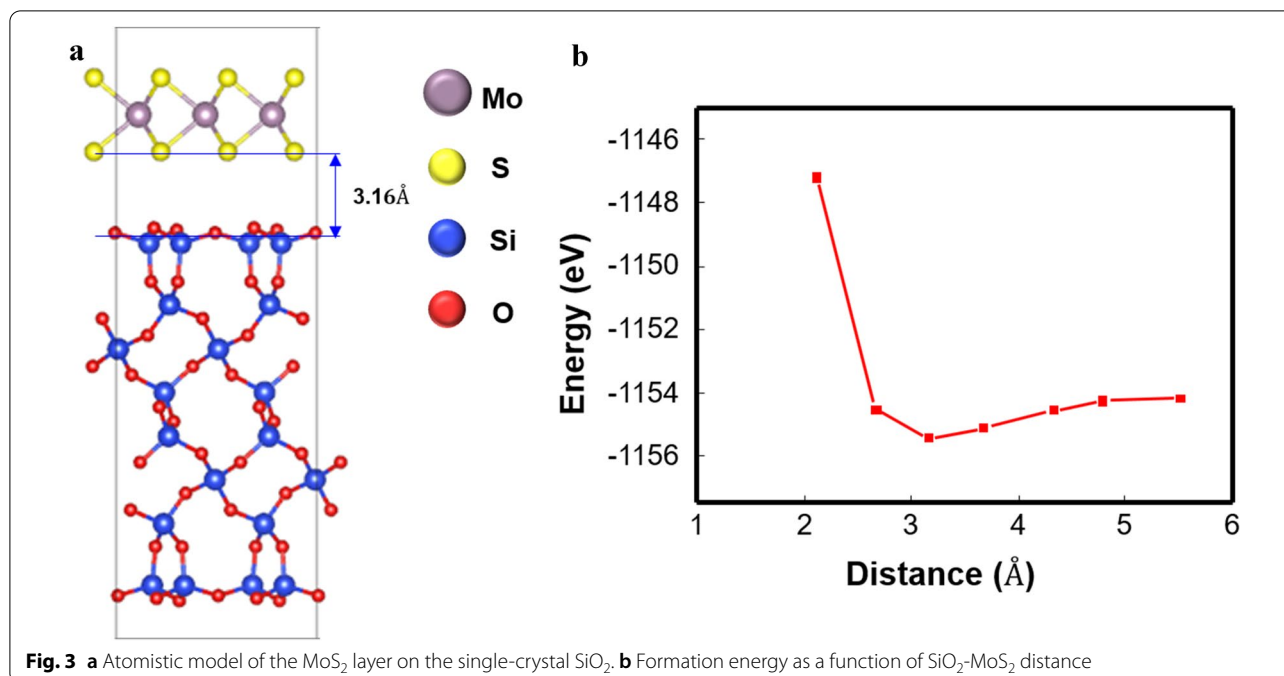 a
Mo
S
Si
O
3.16Å
b
-1146
-1148
-1150
-1152
-1154
-1156
Energy (eV)
1 2 3 4 5 6
Distance (Å)
Fig. 3 a Atomistic model of the MoS₂ layer on the single-crystal SiO₂. b Formation energy as a function of SiO₂-MoS₂ distance